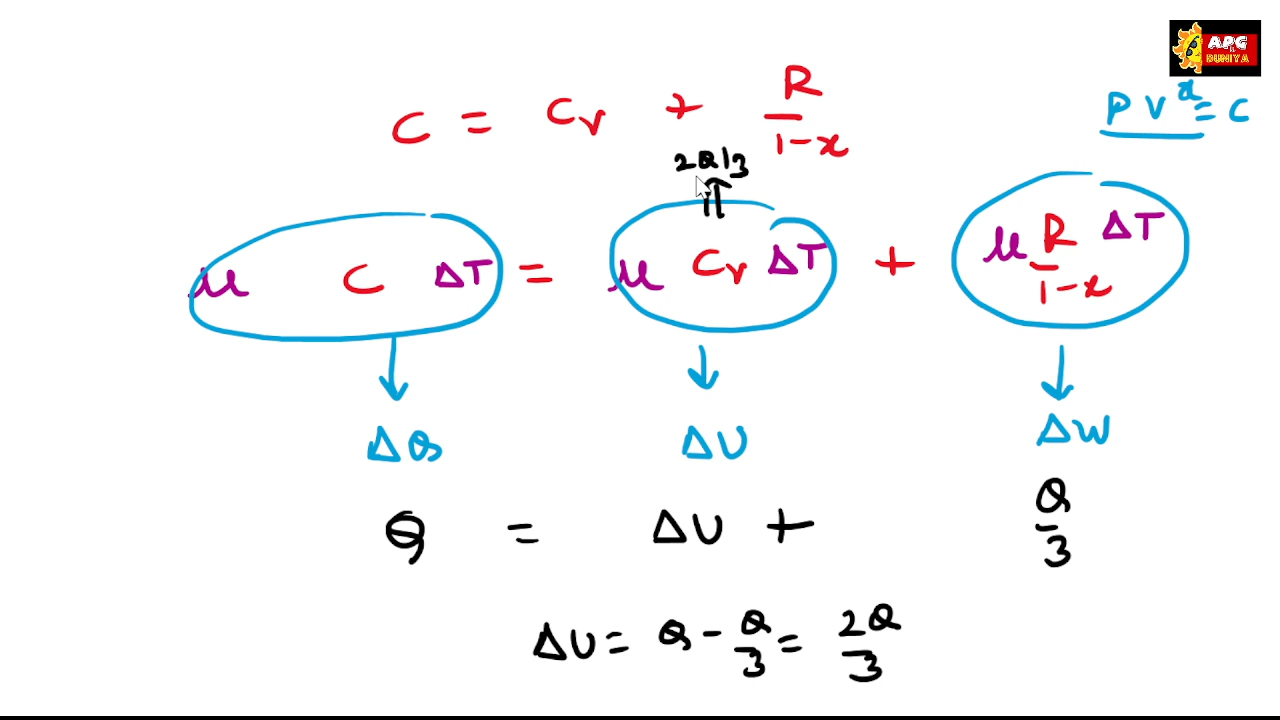 APG
DUNIYA
P V^x = C
C = Cv + R/1-x
2Q/3
μ C ΔT = μ Cv ΔT + μ R/1-x ΔT
ΔQ ΔU ΔW
Q = ΔU + Q/3
ΔU = Q - Q/3 = 2Q/3